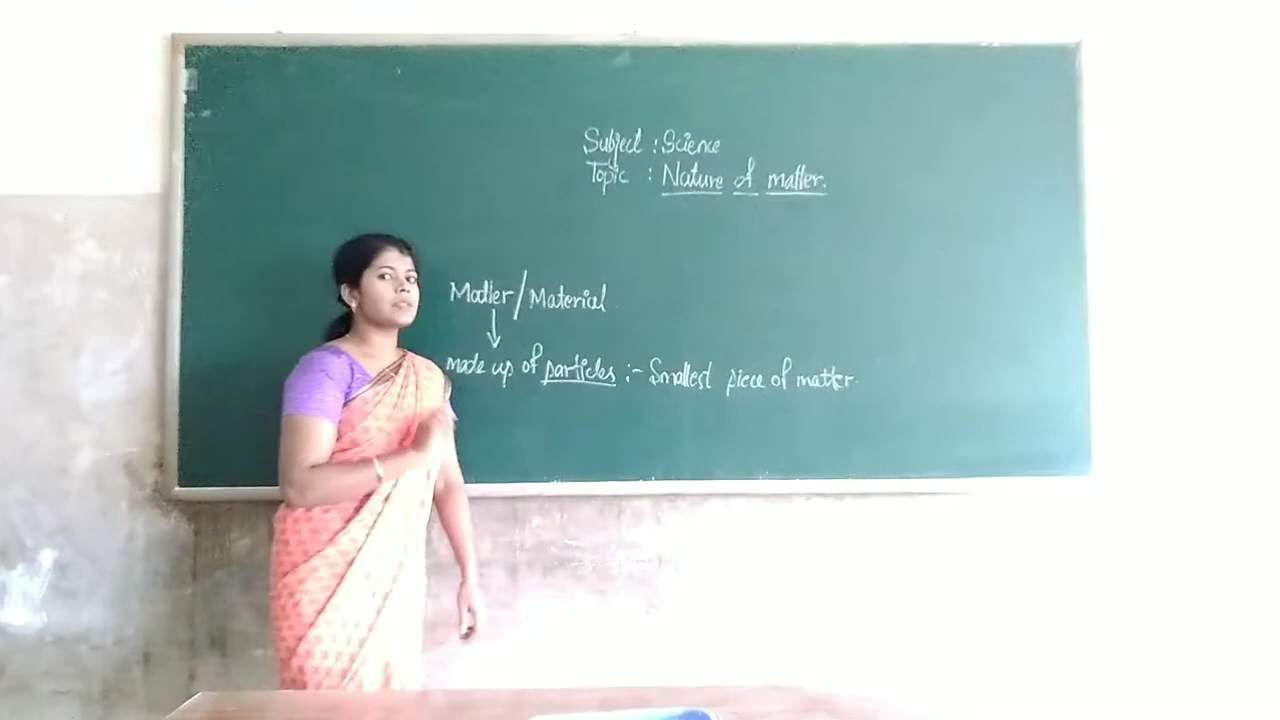 Subject : Science
Topic : Nature of matter.
Matter/Material
↓
made up of particles :- Smallest piece of matter.